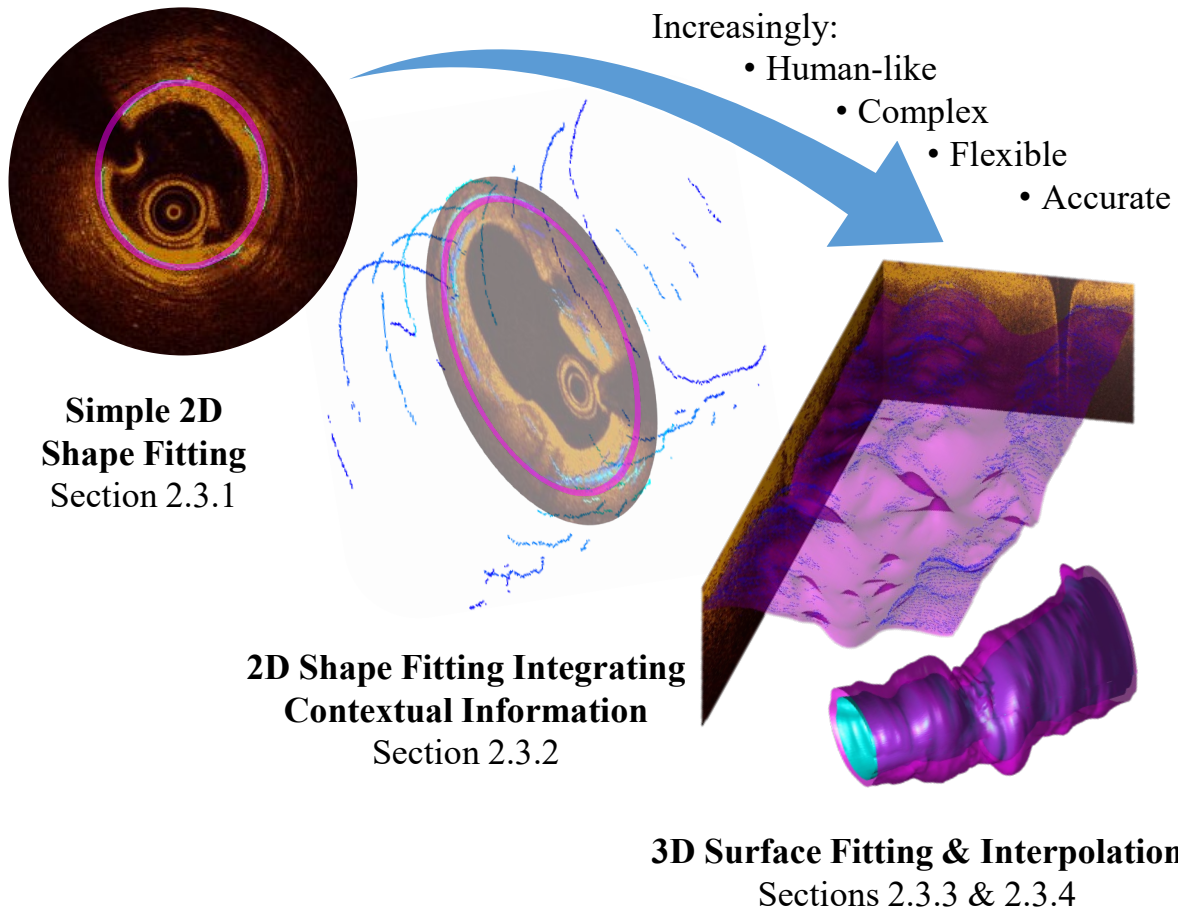 Increasingly:
• Human-like
• Complex
• Flexible
• Accurate
Simple 2D
Shape Fitting
Section 2.3.1
2D Shape Fitting Integrating
Contextual Information
Section 2.3.2
3D Surface Fitting & Interpolation
Sections 2.3.3 & 2.3.4